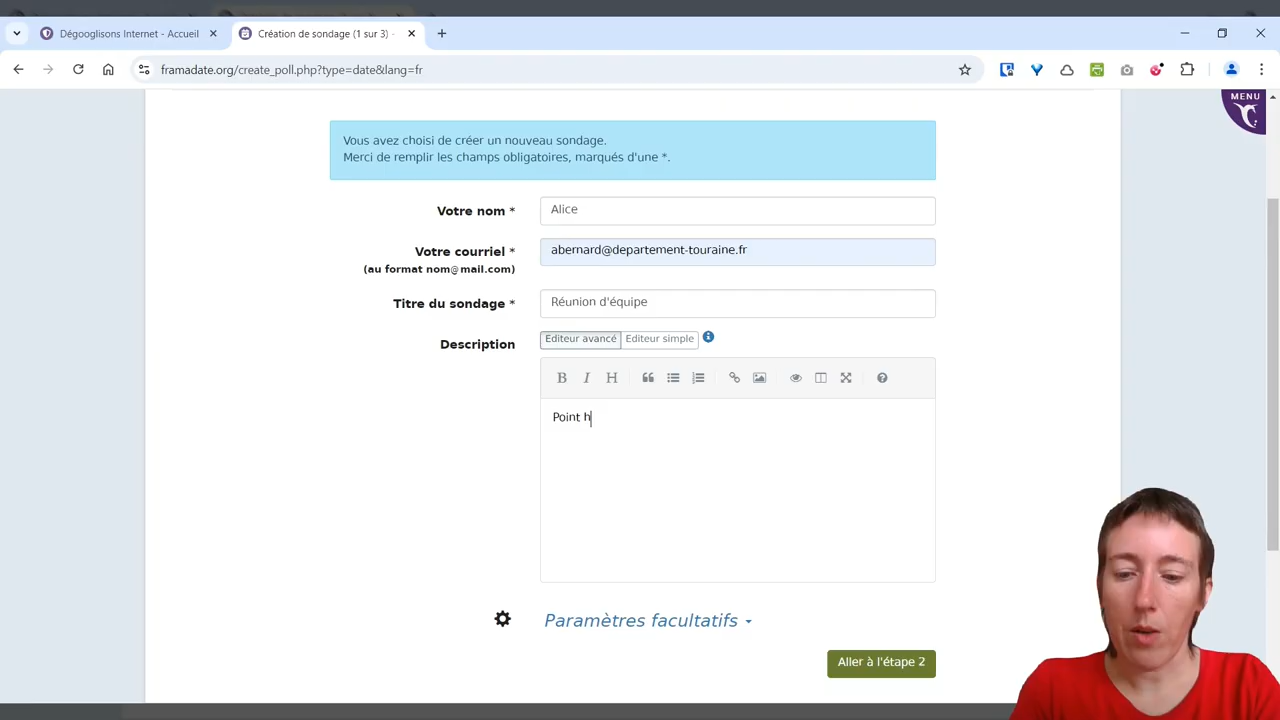 Dégooglisons Internet - Accueil
Création de sondage (1 sur 3) -
framadate.org/create_poll.php?type=date&lang=fr
MENU
Vous avez choisi de créer un nouveau sondage.
Merci de remplir les champs obligatoires, marqués d'une *.
Votre nom * Alice
Votre courriel * abernard@departement-touraine.fr
(au format nom@mail.com)
Titre du sondage * Réunion d'équipe
Description Editeur avancé Editeur simple
B I H
Point h
Paramètres facultatifs
Aller à l'étape 2